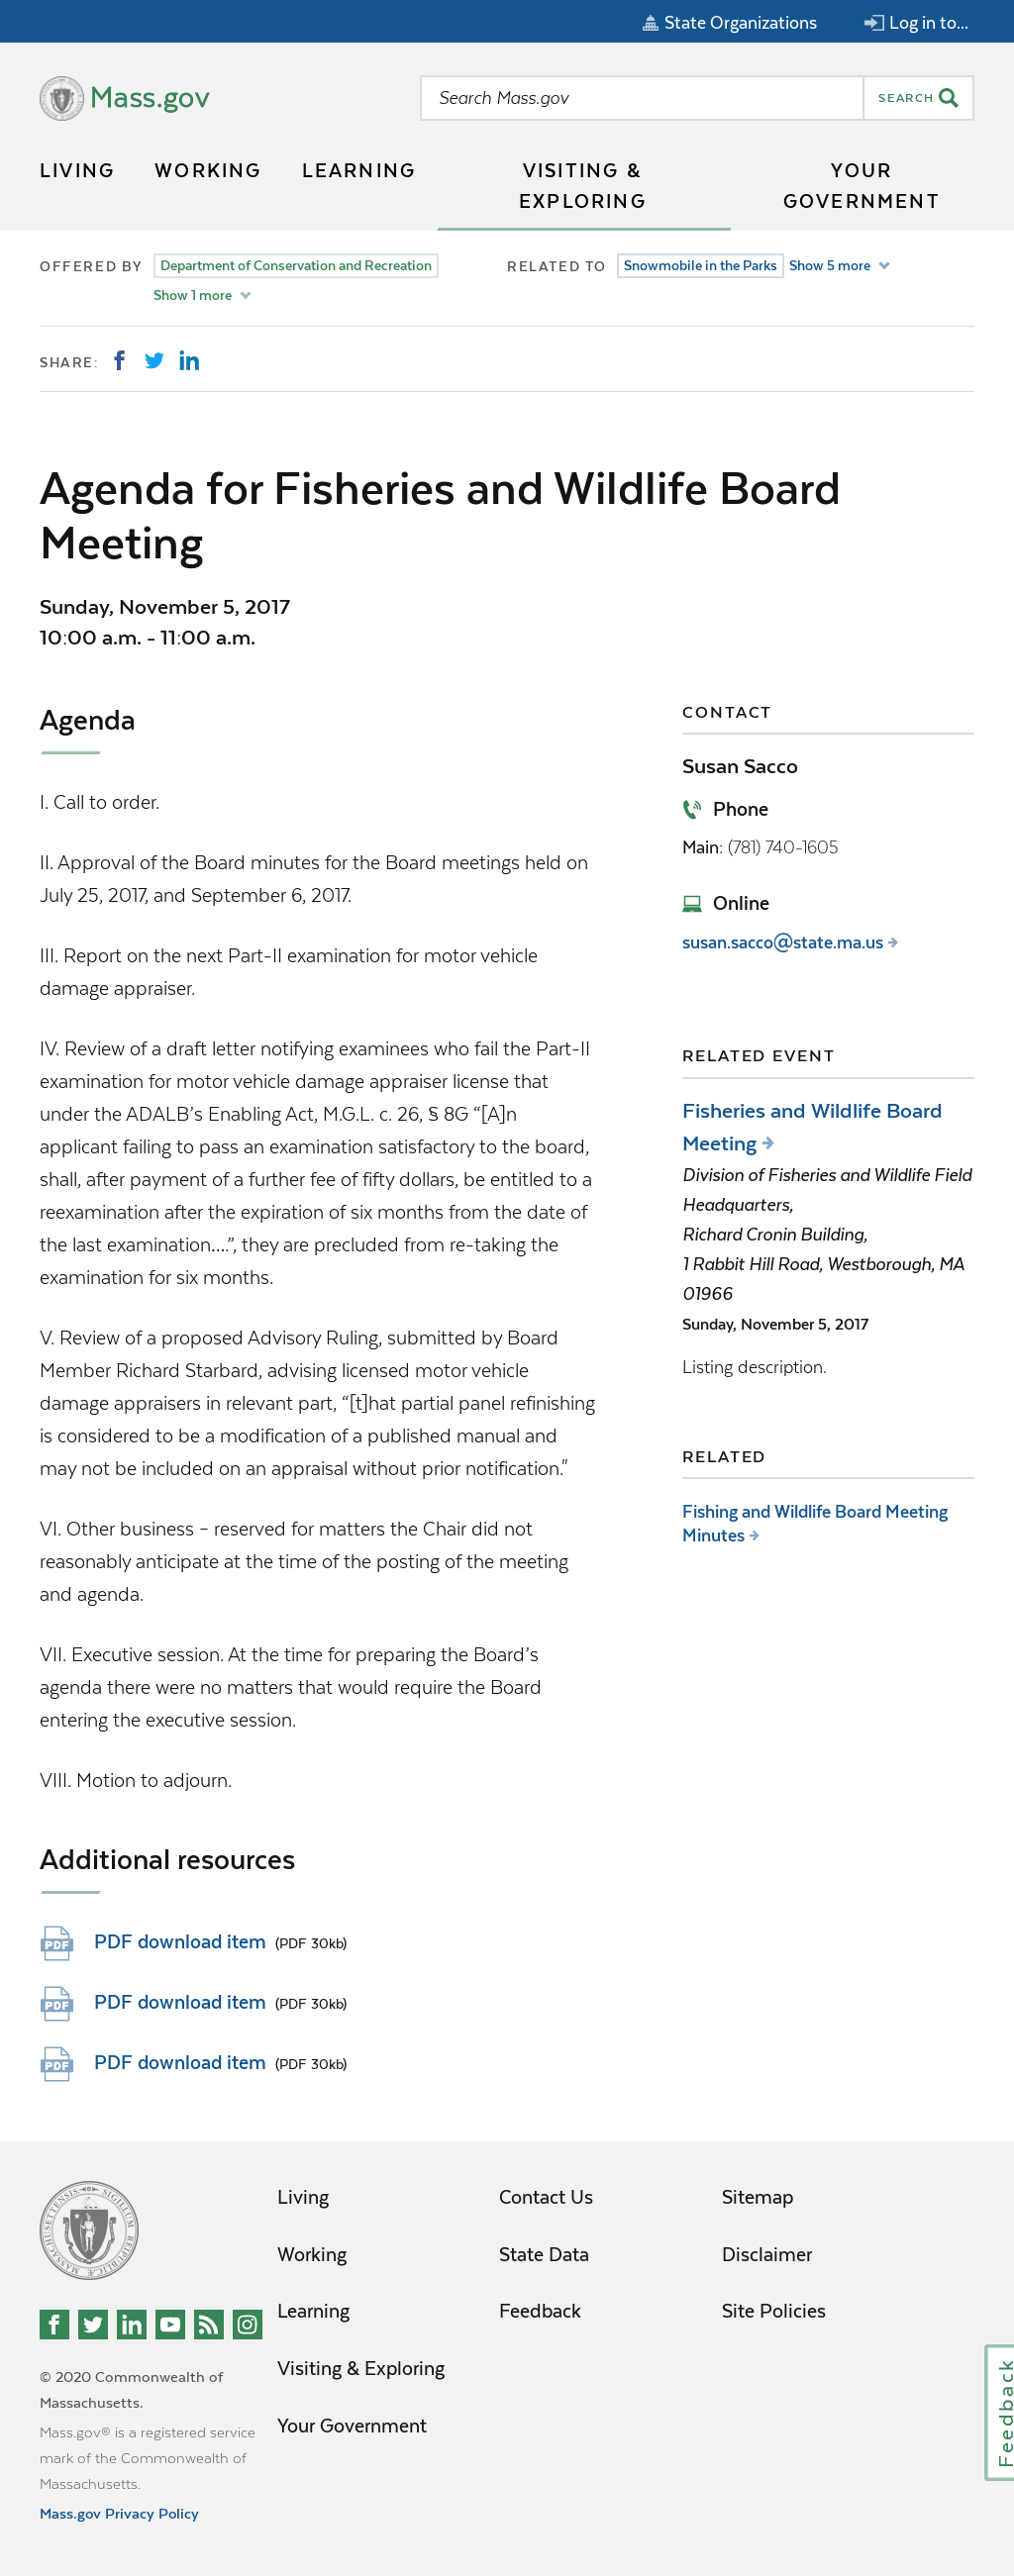 State Organizations
Log in to...
Mass.gov
Search Mass.gov
SEARCH
LIVING
WORKING
LEARNING
VISITING &
EXPLORING
YOUR
GOVERNMENT
OFFERED BY
Department of Conservation and Recreation
Show 1 more
RELATED TO
Snowmobile in the Parks
Show 5 more
SHARE:
Agenda for Fisheries and Wildlife Board
Meeting
Sunday, November 5, 2017
10:00 a.m. - 11:00 a.m.
Agenda
I. Call to order.
II. Approval of the Board minutes for the Board meetings held on
July 25, 2017, and September 6, 2017.
III. Report on the next Part-II examination for motor vehicle
damage appraiser.
IV. Review of a draft letter notifying examinees who fail the Part-II
examination for motor vehicle damage appraiser license that
under the ADALB’s Enabling Act, M.G.L. c. 26, § 8G “[A]n
applicant failing to pass an examination satisfactory to the board,
shall, after payment of a further fee of fifty dollars, be entitled to a
reexamination after the expiration of six months from the date of
the last examination….”, they are precluded from re-taking the
examination for six months.
V. Review of a proposed Advisory Ruling, submitted by Board
Member Richard Starbard, advising licensed motor vehicle
damage appraisers in relevant part, “[t]hat partial panel refinishing
is considered to be a modification of a published manual and
may not be included on an appraisal without prior notification."
VI. Other business – reserved for matters the Chair did not
reasonably anticipate at the time of the posting of the meeting
and agenda.
VII. Executive session. At the time for preparing the Board’s
agenda there were no matters that would require the Board
entering the executive session.
VIII. Motion to adjourn.
Additional resources
PDF
PDF download item (PDF 30kb)
PDF
PDF download item (PDF 30kb)
PDF
PDF download item (PDF 30kb)
CONTACT
Susan Sacco
Phone
Main: (781) 740-1605
Online
susan.sacco@state.ma.us
RELATED EVENT
Fisheries and Wildlife Board
Meeting
Division of Fisheries and Wildlife Field
Headquarters,
Richard Cronin Building,
1 Rabbit Hill Road, Westborough, MA
01966
Sunday, November 5, 2017
Listing description.
RELATED
Fishing and Wildlife Board Meeting
Minutes
© 2020 Commonwealth of
Massachusetts.
Mass.gov® is a registered service
mark of the Commonwealth of
Massachusetts.
Mass.gov Privacy Policy
Living
Working
Learning
Visiting & Exploring
Your Government
Contact Us
State Data
Feedback
Sitemap
Disclaimer
Site Policies
Feedback